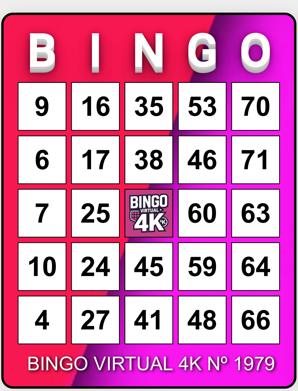 B I N G O
9 16 35 53 70
6 17 38 46 71
7 25 BINGO VIRTUAL 4K 60 63
10 24 45 59 64
4 27 41 48 66
BINGO VIRTUAL 4K Nº 1979